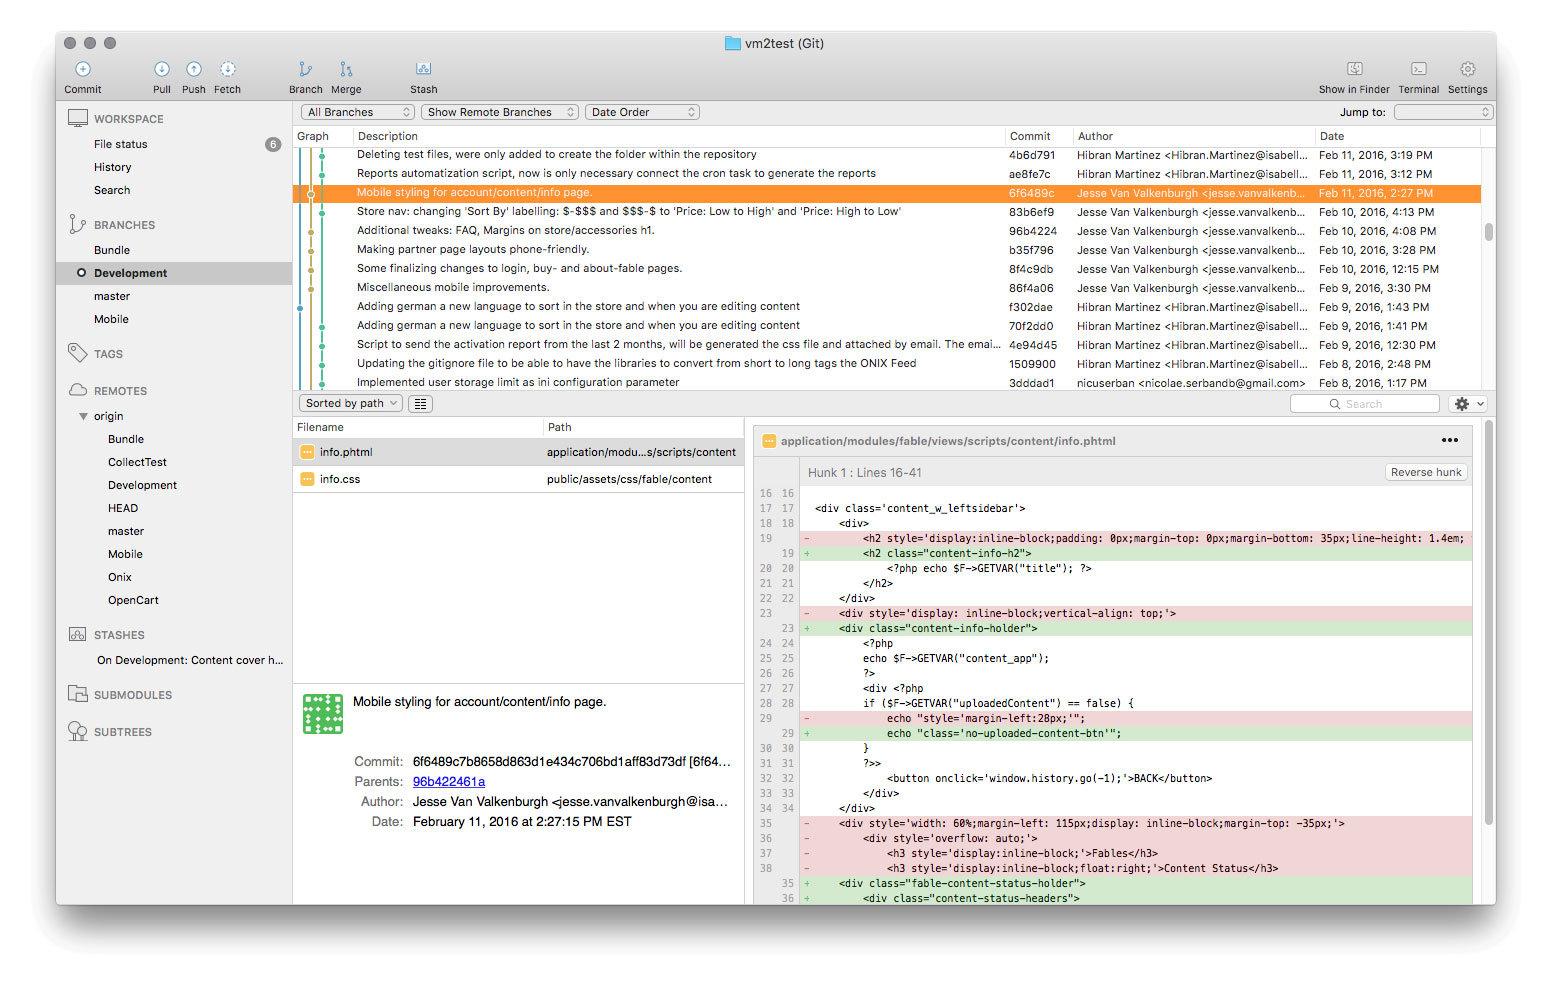 vm2test (Git)
Commit Pull Push Fetch Branch Merge Stash Show in Finder Terminal Settings
All Branches Show Remote Branches Date Order Jump to:
WORKSPACE
File status 6
History
Search
BRANCHES
Bundle
Development
master
Mobile
TAGS
REMOTES
origin
Bundle
CollectTest
Development
HEAD
master
Mobile
Onix
OpenCart
STASHES
On Development: Content cover h...
SUBMODULES
SUBTREES
Graph Description Commit Author Date
Deleting test files, were only added to create the folder within the repository 4b6d791 Hibran Martinez <Hibran.Martinez@isabell... Feb 11, 2016, 3:19 PM
Reports automatization script, now is only necessary connect the cron task to generate the reports ae8fe7c Hibran Martinez <Hibran.Martinez@isabell... Feb 11, 2016, 3:12 PM
Mobile styling for account/content/info page. 6f6489c Jesse Van Valkenburgh <jesse.vanvalkenb... Feb 11, 2016, 2:27 PM
Store nav: changing 'Sort By' labelling: $-$$$ and $$$-$ to 'Price: Low to High' and 'Price: High to Low' 83b6ef9 Jesse Van Valkenburgh <jesse.vanvalkenb... Feb 10, 2016, 4:13 PM
Additional tweaks: FAQ, Margins on store/accessories h1. 96b4224 Jesse Van Valkenburgh <jesse.vanvalkenb... Feb 10, 2016, 4:08 PM
Making partner page layouts phone-friendly. b35f796 Jesse Van Valkenburgh <jesse.vanvalkenb... Feb 10, 2016, 3:28 PM
Some finalizing changes to login, buy- and about-fable pages. 8f4c9db Jesse Van Valkenburgh <jesse.vanvalkenb... Feb 10, 2016, 12:15 PM
Miscellaneous mobile improvements. 86f4a06 Jesse Van Valkenburgh <jesse.vanvalkenb... Feb 9, 2016, 3:30 PM
Adding german a new language to sort in the store and when you are editing content f302dae Hibran Martinez <Hibran.Martinez@isabell... Feb 9, 2016, 1:43 PM
Adding german a new language to sort in the store and when you are editing content 70f2dd0 Hibran Martinez <Hibran.Martinez@isabell... Feb 9, 2016, 1:41 PM
Script to send the activation report from the last 2 months, will be generated the css file and attached by email. The emai... 4e94d45 Hibran Martinez <Hibran.Martinez@isabell... Feb 9, 2016, 12:30 PM
Updating the gitignore file to be able to have the libraries to convert from short to long tags the ONIX Feed 1509900 Hibran Martinez <Hibran.Martinez@isabell... Feb 8, 2016, 2:48 PM
Implemented user storage limit as ini configuration parameter 3dddad1 nicuserban <nicolae.serbandb@gmail.com> Feb 8, 2016, 1:17 PM
Sorted by path Search
Filename Path
info.phtml application/modu...s/scripts/content
info.css public/assets/css/fable/content
Mobile styling for account/content/info page.
Commit: 6f6489c7b8658d863d1e434c706bd1aff83d73df [6f64...
Parents: 96b422461a
Author: Jesse Van Valkenburgh <jesse.vanvalkenburgh@isa...
Date: February 11, 2016 at 2:27:15 PM EST
application/modules/fable/views/scripts/content/info.phtml
Hunk 1 : Lines 16-41 Reverse hunk
16 16
17 17 <div class='content_w_leftsidebar'>
18 18 <div>
19 - <h2 style='display:inline-block;padding: 0px;margin-top: 0px;margin-bottom: 35px;line-height: 1.4em;
19 + <h2 class="content-info-h2">
20 20 <?php echo $F->GETVAR("title"); ?>
21 21 </h2>
22 22 </div>
23 - <div style='display: inline-block;vertical-align: top;'>
23 + <div class="content-info-holder">
24 24 <?php
25 25 echo $F->GETVAR("content_app");
26 26 ?>
27 27 <div <?php
28 28 if ($F->GETVAR("uploadedContent") == false) {
29 - echo "style='margin-left:28px;'";
29 + echo "class='no-uploaded-content-btn'";
30 30 }
31 31 ?>>
32 32 <button onclick='window.history.go(-1);'>BACK</button>
33 33 </div>
34 34 </div>
35 - <div style='width: 60%;margin-left: 115px;display: inline-block;margin-top: -35px;'>
36 - <div style='overflow: auto;'>
37 - <h3 style='display:inline-block;'>Fables</h3>
38 - <h3 style='display:inline-block;float:right;'>Content Status</h3>
35 + <div class="fable-content-status-holder">
36 + <div class="content-status-headers">